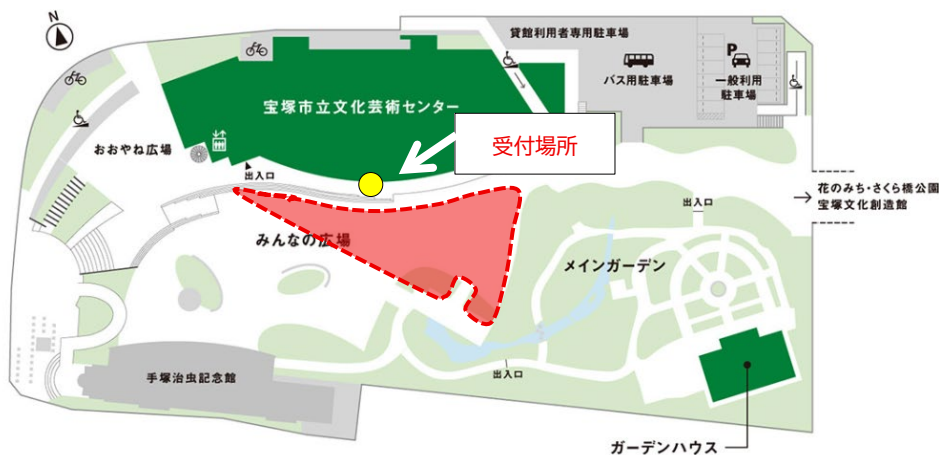 N
貸館利用者専用駐車場
バス用駐車場
P
一般利用
駐車場
宝塚市立文化芸術センター
受付場所
おおやね広場
出入口
花のみち・さくら橋公園
宝塚文化創造館
出入口
みんなの広場
メインガーデン
出入口
手塚治虫記念館
ガーデンハウス